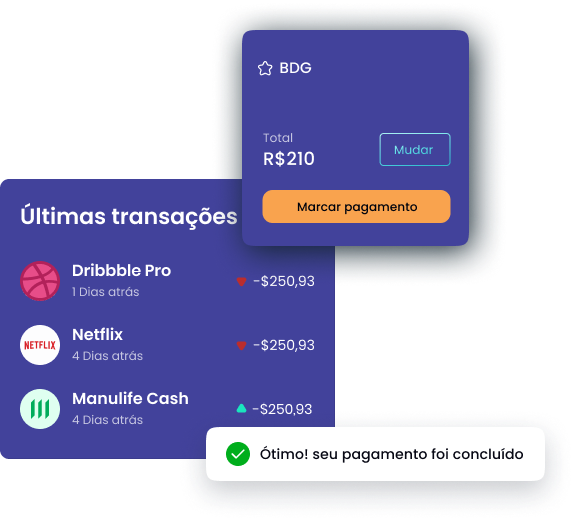 BDG
Total
R$210
Mudar
Marcar pagamento
Últimas transações
Dribbble Pro
1 Dias atrás
-$250,93
NETFLIX
Netflix
4 Dias atrás
-$250,93
Manulife Cash
4 Dias atrás
-$250,93
Ótimo! seu pagamento foi concluído